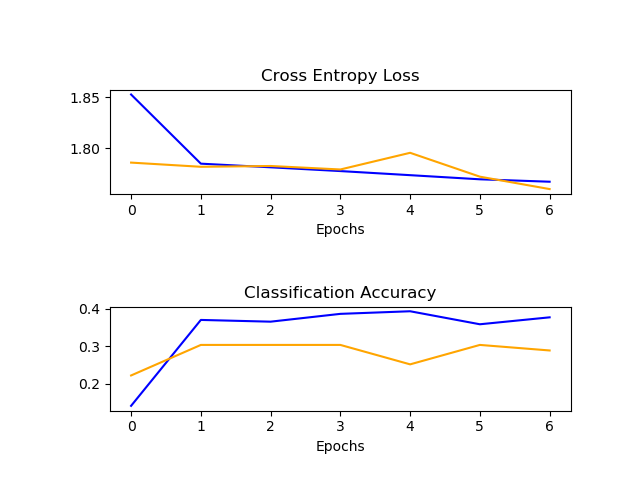 Cross Entropy Loss
1.85
1.80
0 1 2 3 4 5 6
Epochs
Classification Accuracy
0.4
0.3
0.2
0 1 2 3 4 5 6
Epochs